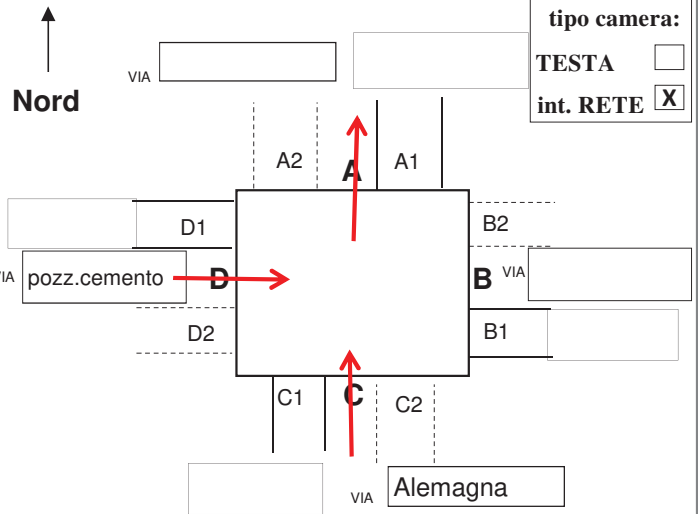 tipo camera:
TESTA
int. RETE X
Nord
VIA
A2
A
A1
D1
B2
VIA pozz.cemento
D
B
VIA
D2
B1
C1
C
C2
VIA Alemagna